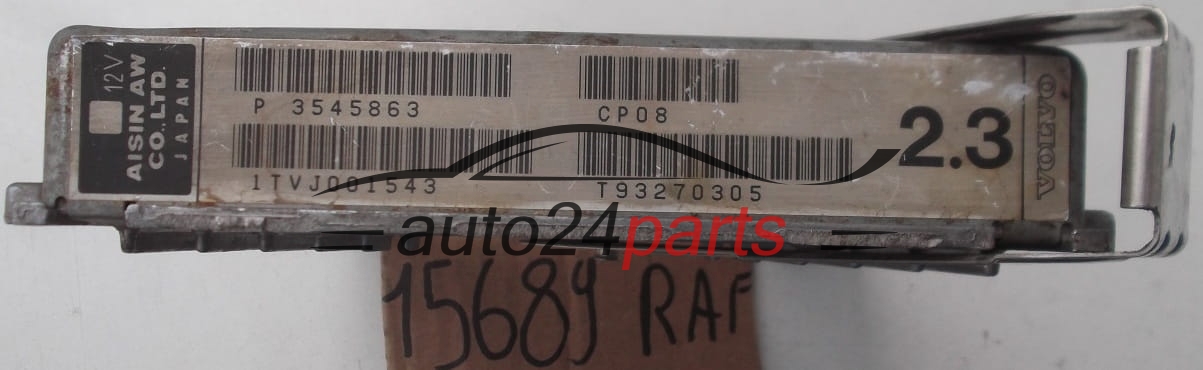 12V
AISIN AW
CO.,LTD.
JAPAN
P 3545863
CP08
1TVJ001543
T93270305
2.3
VOLVO
auto24parts
15689 RAF